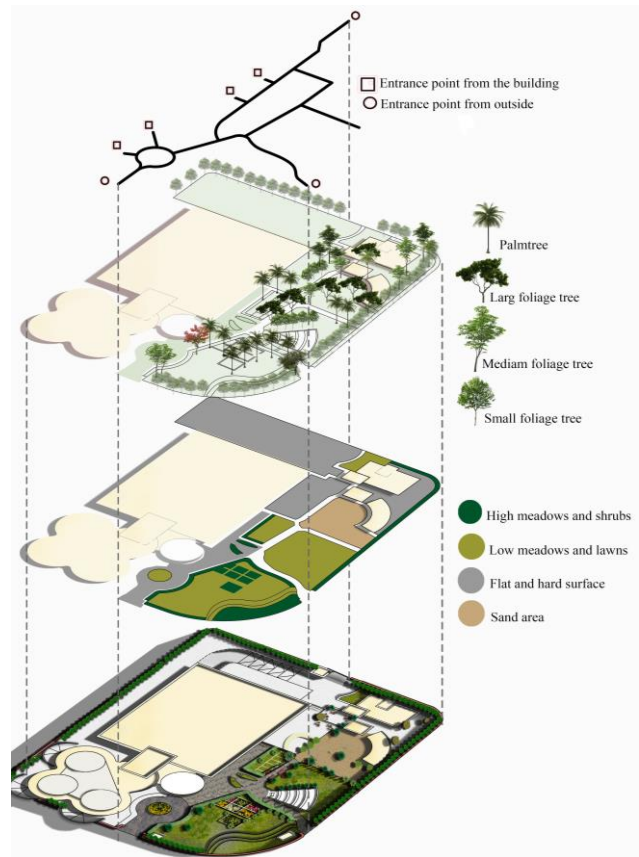 Entrance point from the building
Entrance point from outside
Palmtree
Larg foliage tree
Mediam foliage tree
Small foliage tree
High meadows and shrubs
Low meadows and lawns
Flat and hard surface
Sand area